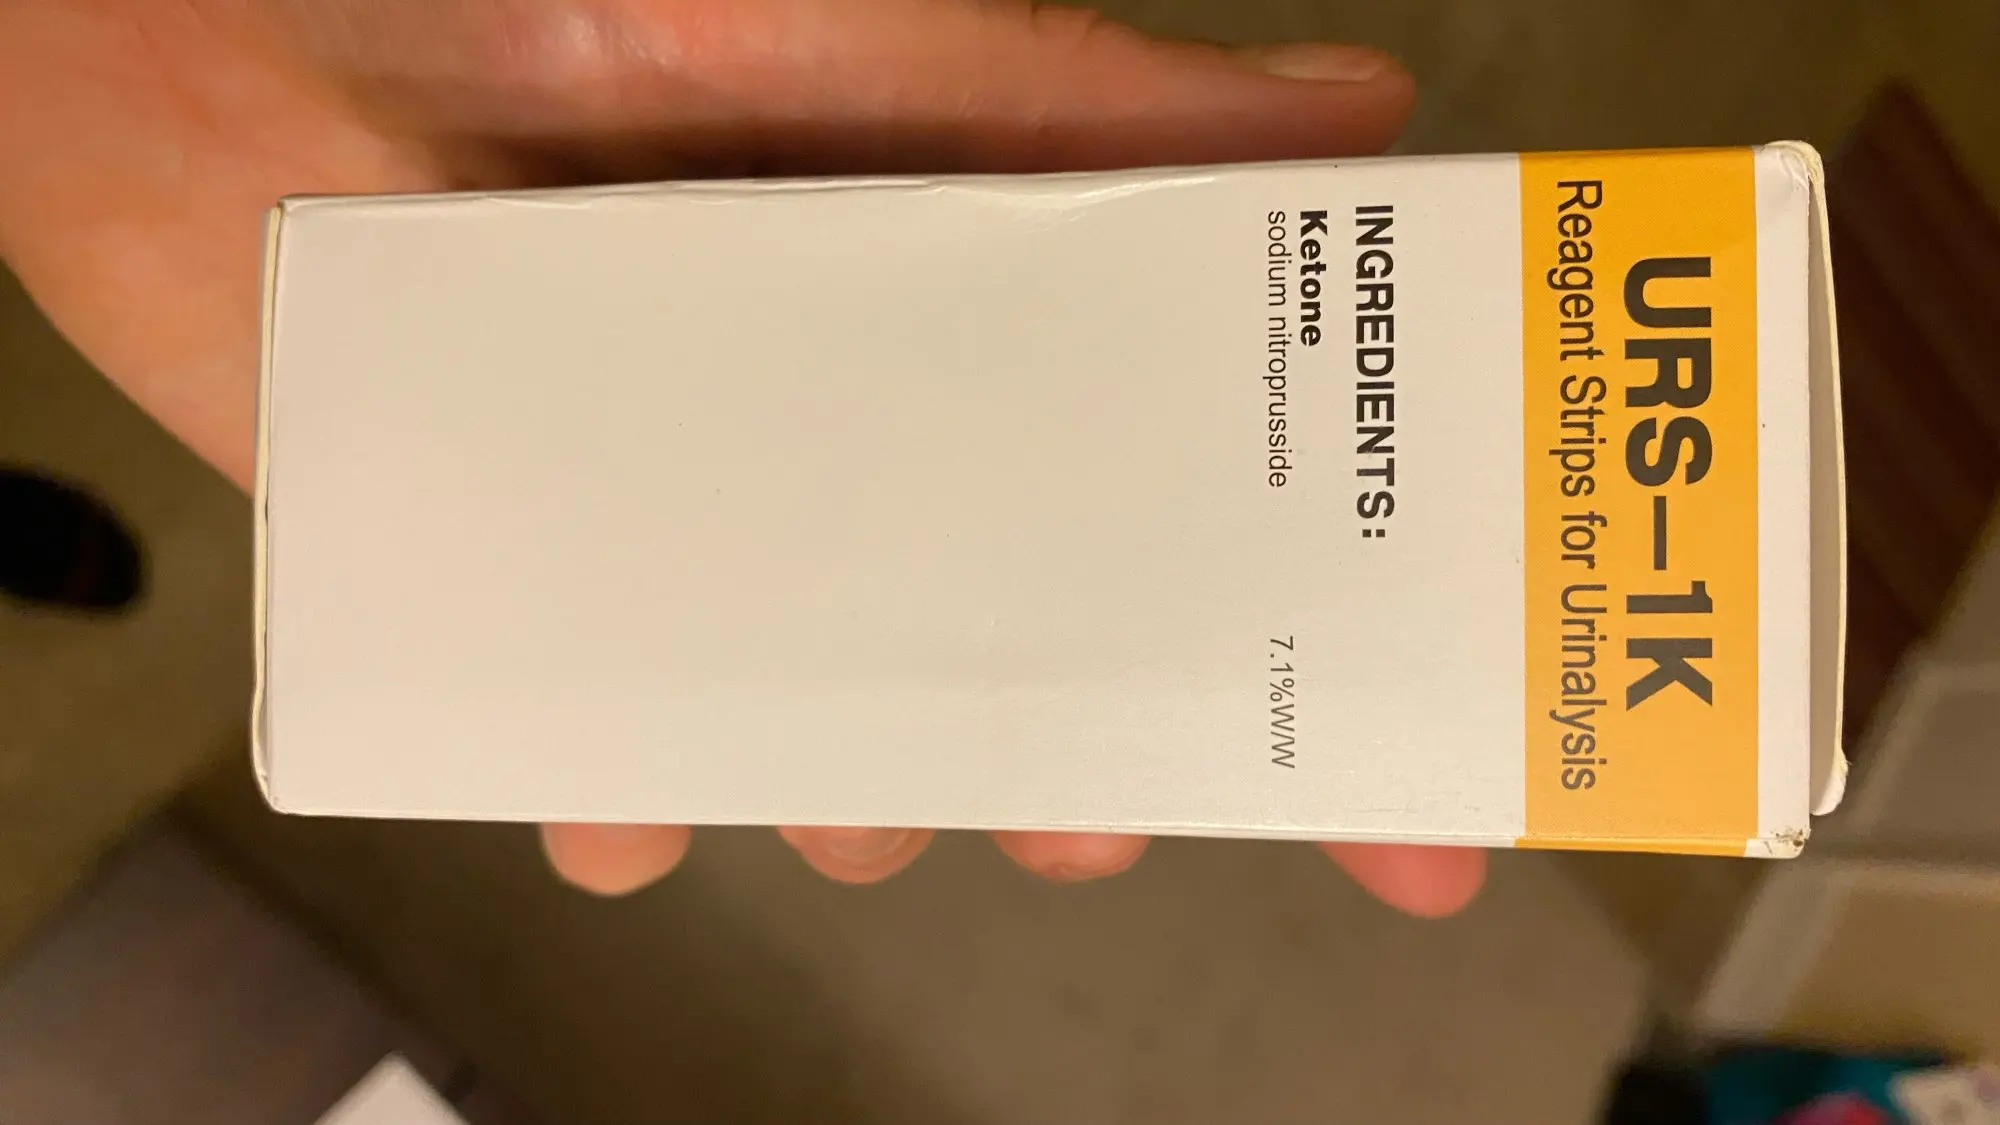 URS-1K
Reagent Strips for Urinalysis
INGREDIENTS:
Ketone
sodium nitroprusside 7.1%W/W